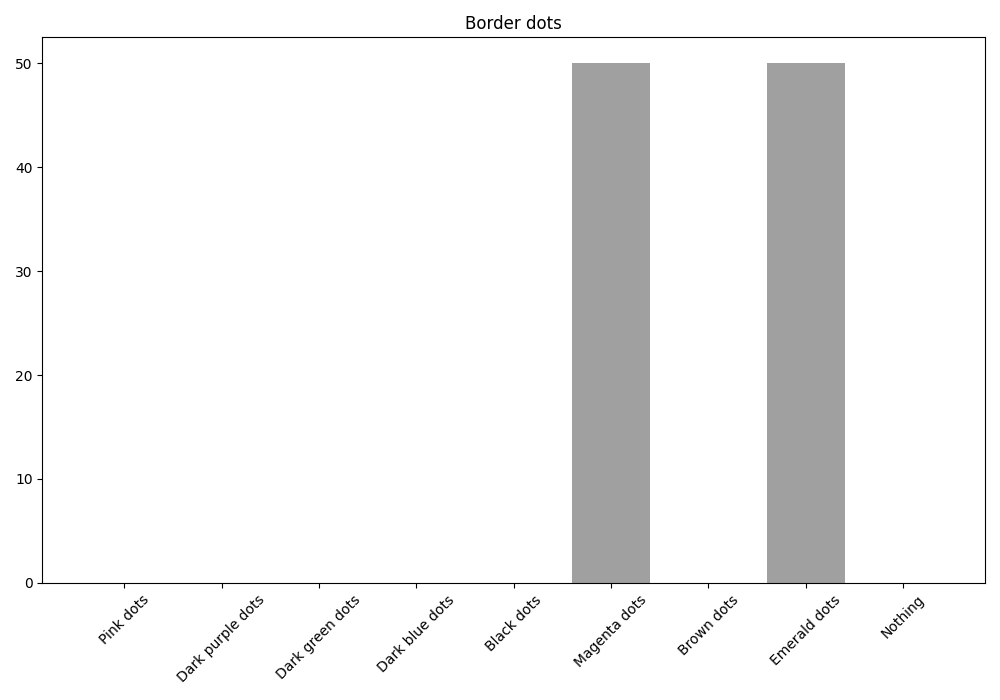 Border dots
50
40
30
20
10
0
Pink dots
Dark purple dots
Dark green dots
Dark blue dots
Black dots
Magenta dots
Brown dots
Emerald dots
Nothing